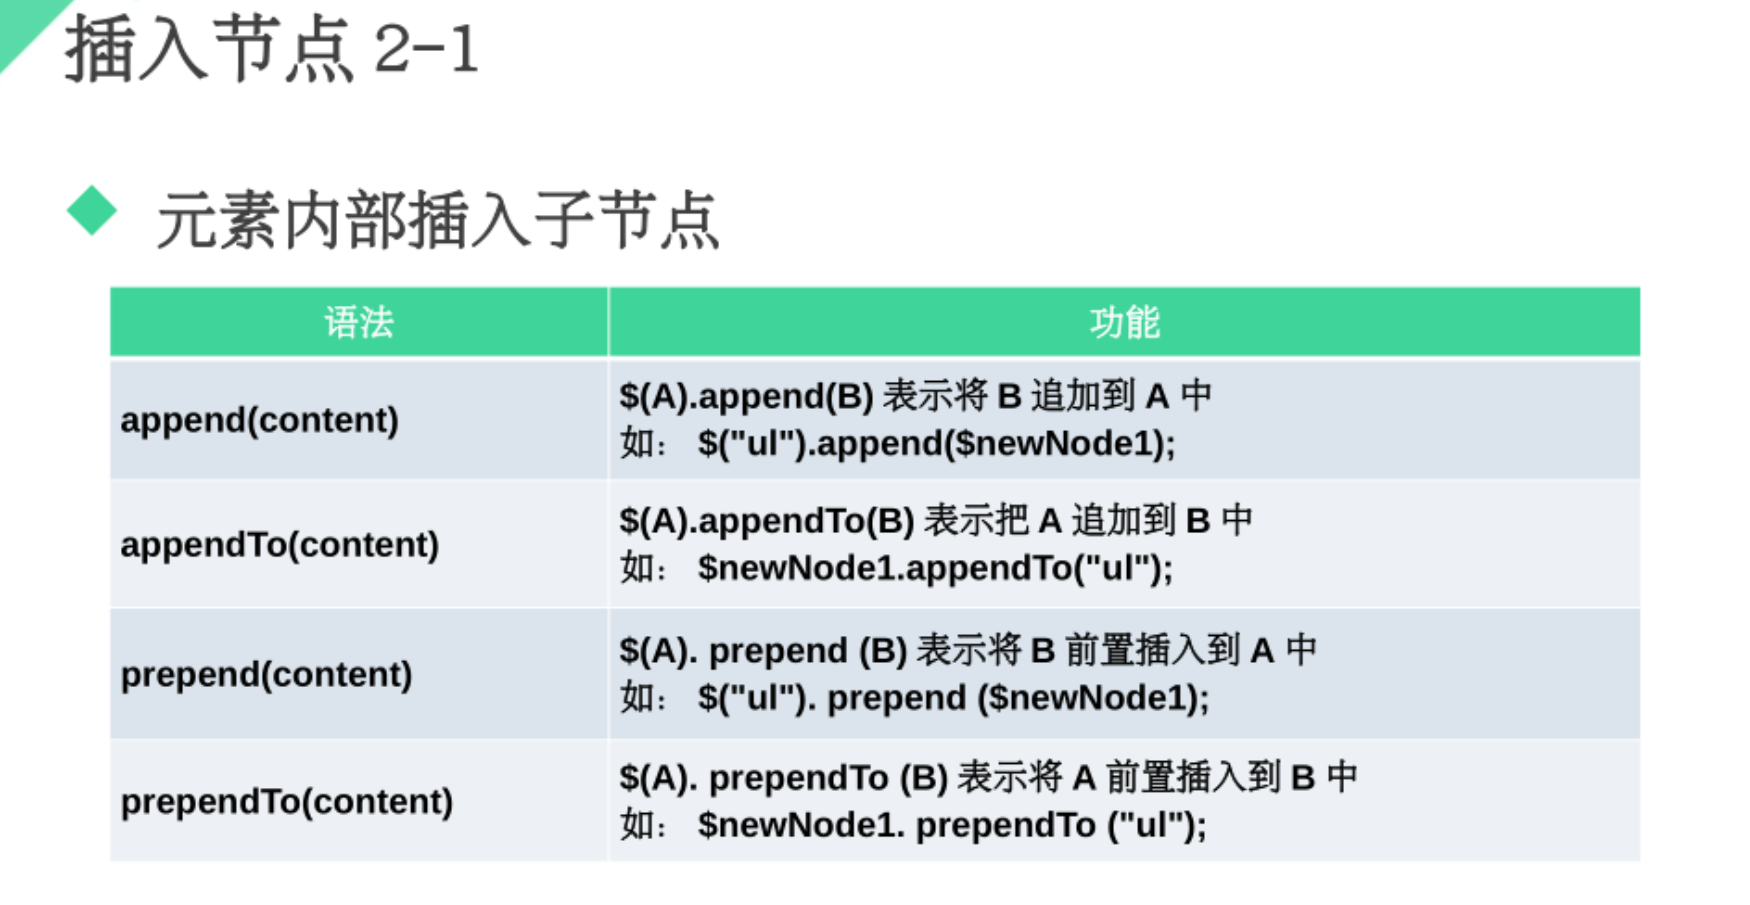 插入节点 2-1
元素内部插入子节点
语法
功能
append(content)
$(A).append(B) 表示将 B 追加到 A 中
如： $("ul").append($newNode1);
appendTo(content)
$(A).appendTo(B) 表示把 A 追加到 B 中
如： $newNode1.appendTo("ul");
prepend(content)
$(A). prepend (B) 表示将 B 前置插入到 A 中
如： $("ul"). prepend ($newNode1);
prependTo(content)
$(A). prependTo (B) 表示将 A 前置插入到 B 中
如： $newNode1. prependTo ("ul");